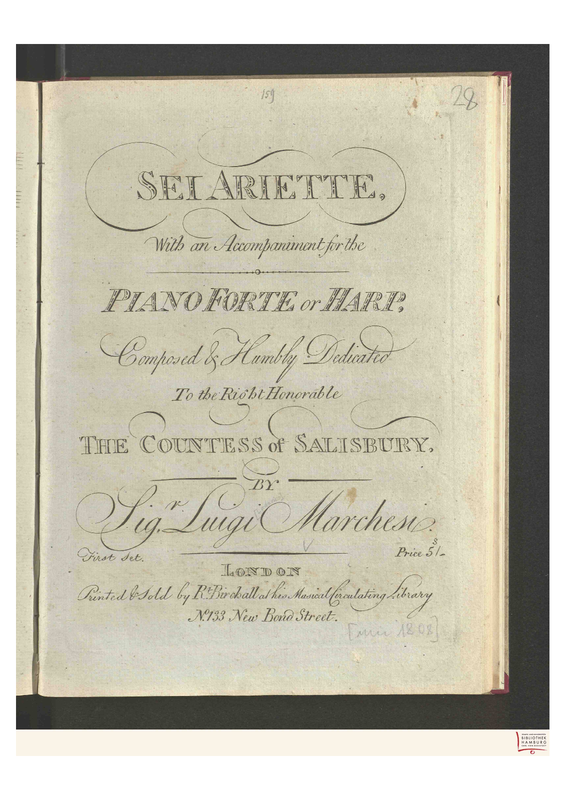 159
28
SEI ARIETTE,
With an Accompaniment for the
PIANO FORTE or HARP,
Composed & Humbly Dedicated
To the Right Honorable
THE COUNTESS of SALISBURY,
BY
Sig.r Luigi Marchesi.
First Set. Price 5s/-
LONDON
Printed & Sold by Rt. Birchall at his Musical Circulating Library
No. 133 New Bond Street.
1808]
BIBLIOTHEK
HAMBURG